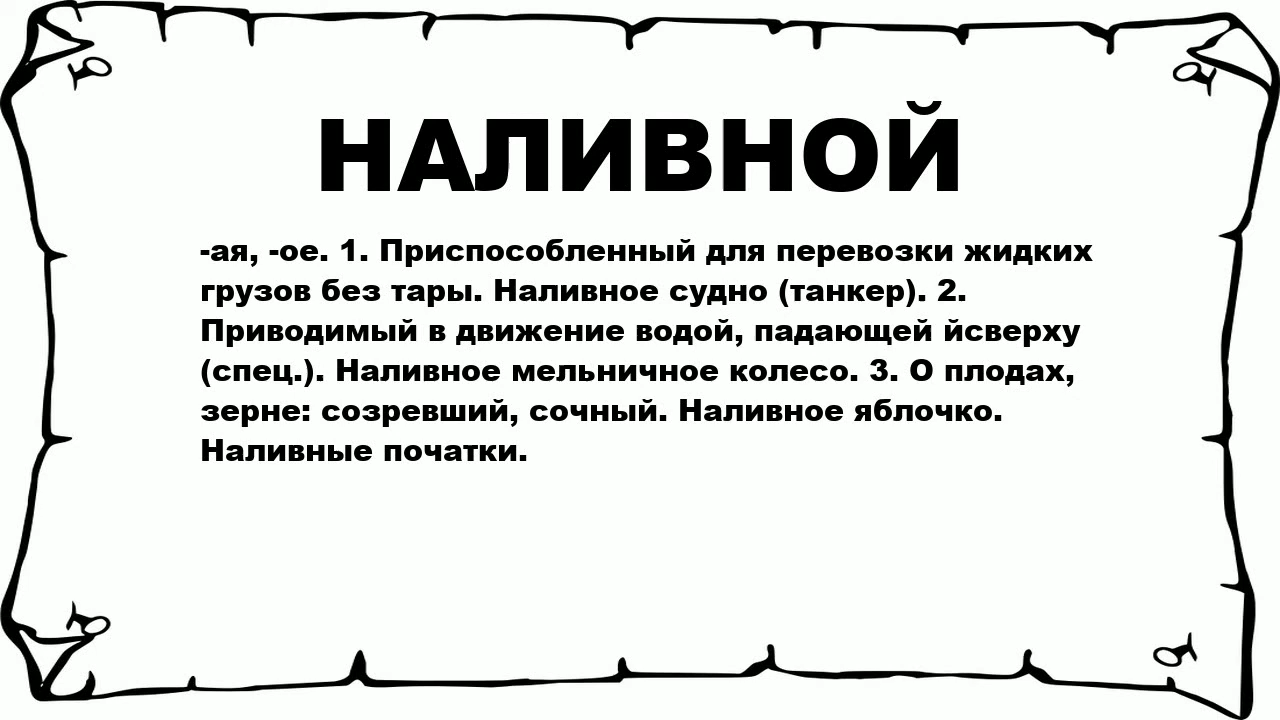 НАЛИВНОЙ
-ая, -ое. 1. Приспособленный для перевозки жидких
грузов без тары. Наливное судно (танкер). 2.
Приводимый в движение водой, падающей йсверху
(спец.). Наливное мельничное колесо. 3. О плодах,
зерне: созревший, сочный. Наливное яблочко.
Наливные початки.